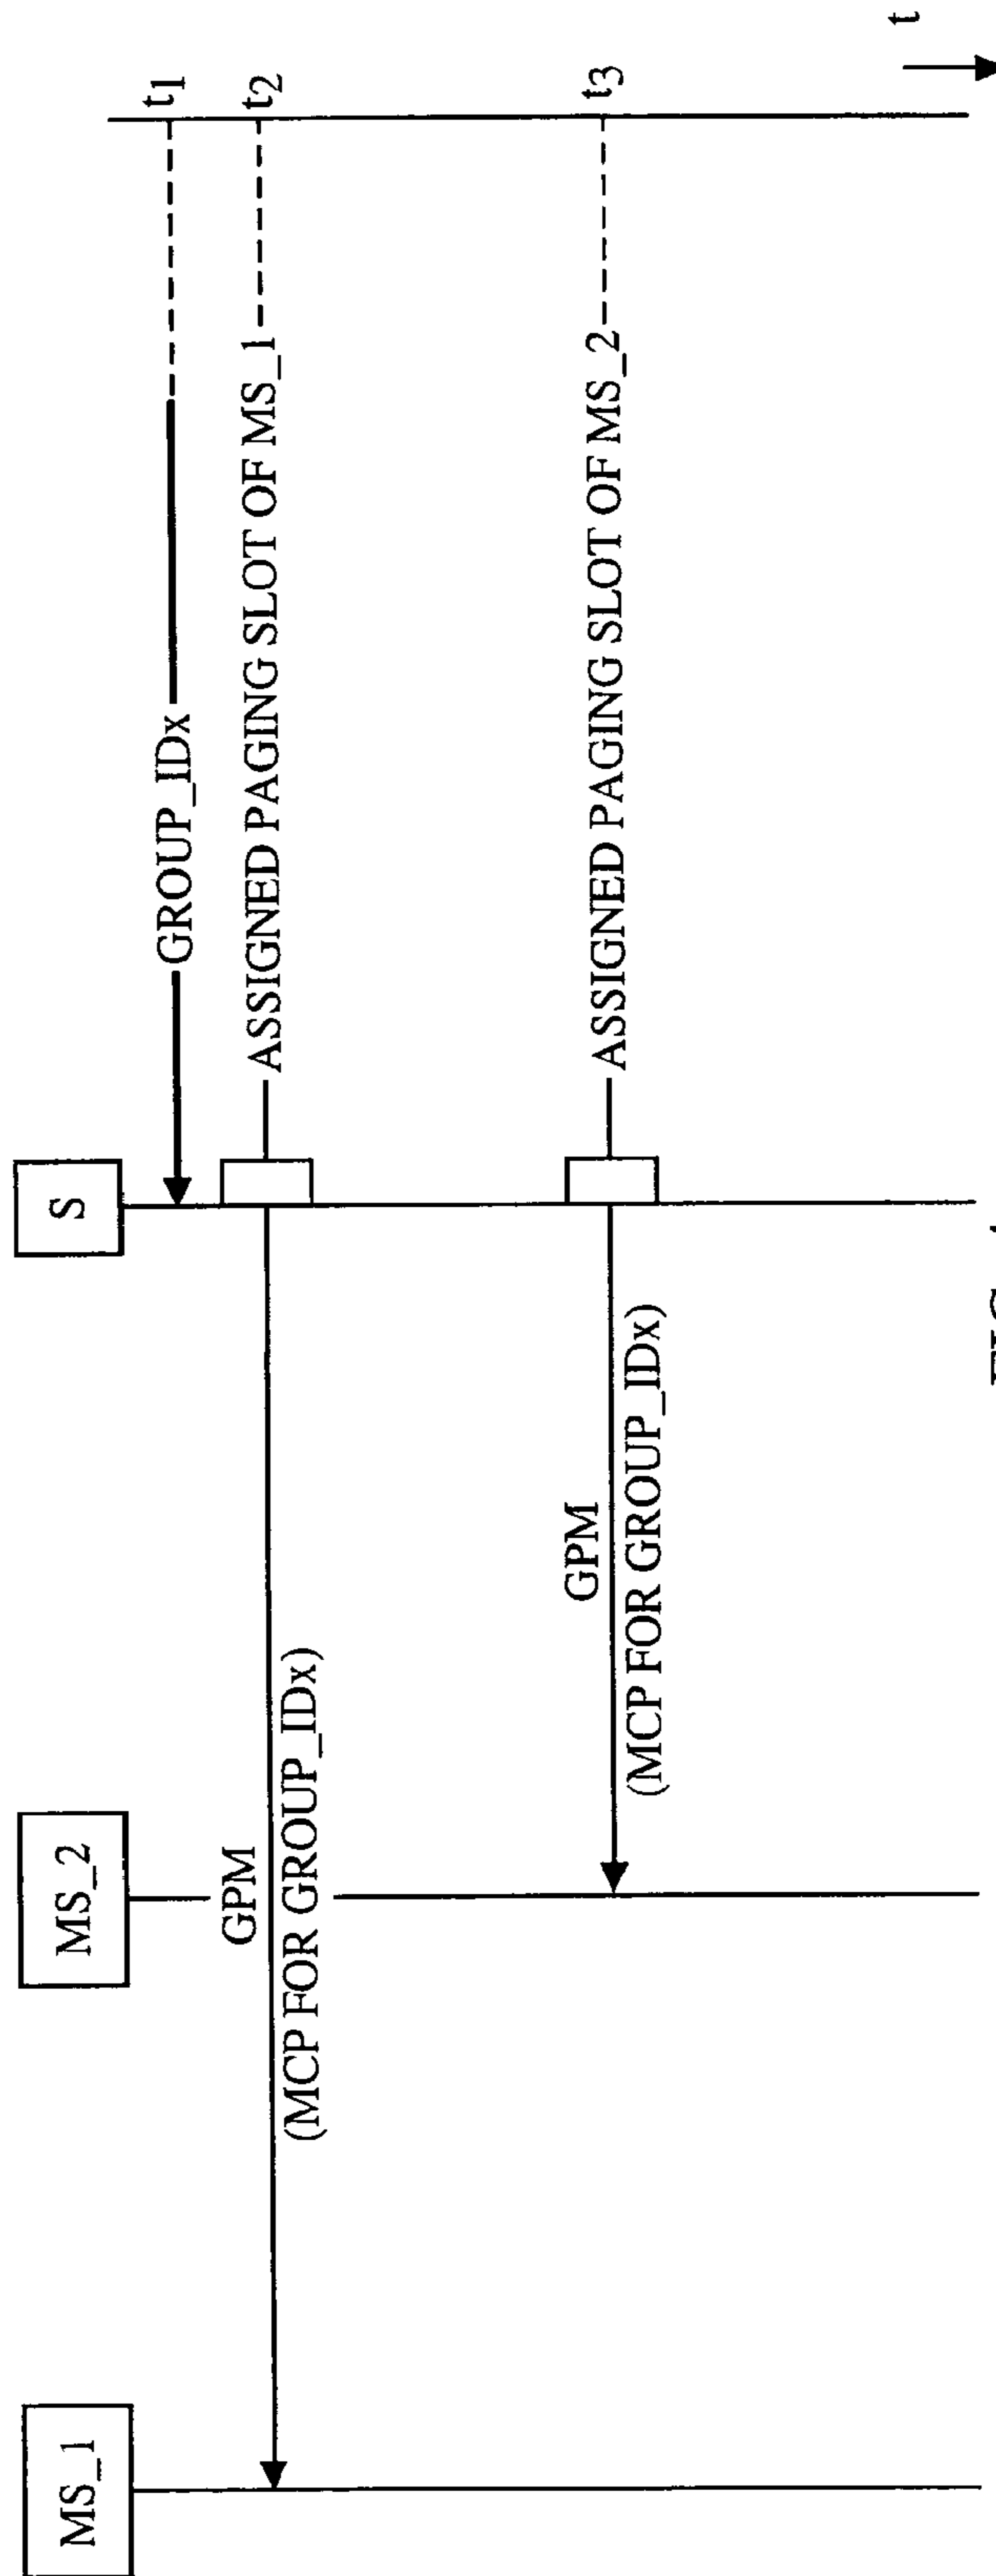 MS_1
MS_2
S
GROUP_IDx
t1
GPM
(MCP FOR GROUP_IDx)
ASSIGNED PAGING SLOT OF MS_1
t2
GPM
(MCP FOR GROUP_IDx)
ASSIGNED PAGING SLOT OF MS_2
t3
t